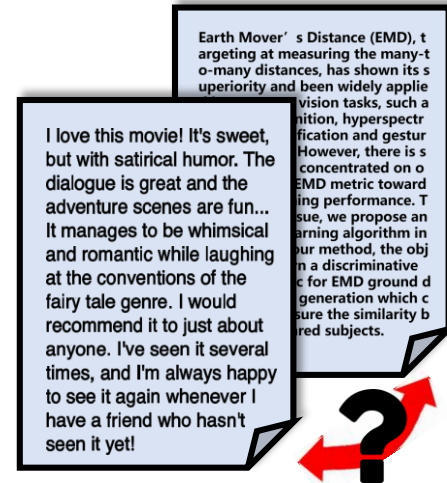 I love this movie! It's sweet,
but with satirical humor. The
dialogue is great and the
adventure scenes are fun...
It manages to be whimsical
and romantic while laughing
at the conventions of the
fairy tale genre. I would
recommend it to just about
anyone. I've seen it several
times, and I'm always happy
to see it again whenever I
have a friend who hasn't
seen it yet!
Earth Mover's Distance (EMD), t
argeting at measuring the many-t
o-many distances, has shown its s
uperiority and been widely applie
vision tasks, such a
nition, hyperspectr
fication and gestur
However, there is s
concentrated on o
EMD metric toward
ing performance. T
sue, we propose an
arning algorithm in
our method, the obj
n a discriminative
c for EMD ground d
generation which c
sure the similarity b
red subjects.
?